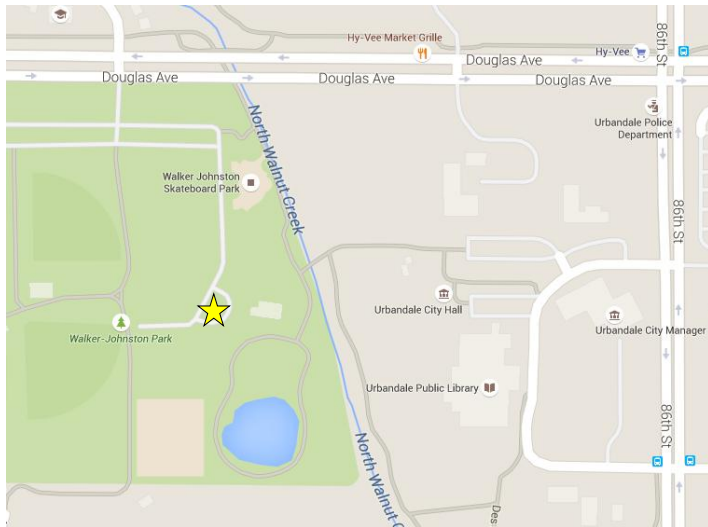 Hy-Vee Market Grille
Hy-Vee
86th St
Douglas Ave
Douglas Ave
Douglas Ave
Douglas Ave
Urbandale Police
Department
North Walnut Creek
Walker Johnston
Skateboard Park
86th St
Urbandale City Hall
Urbandale City Manager
Walker-Johnston Park
Urbandale Public Library
86th St
North Walnut C
Des